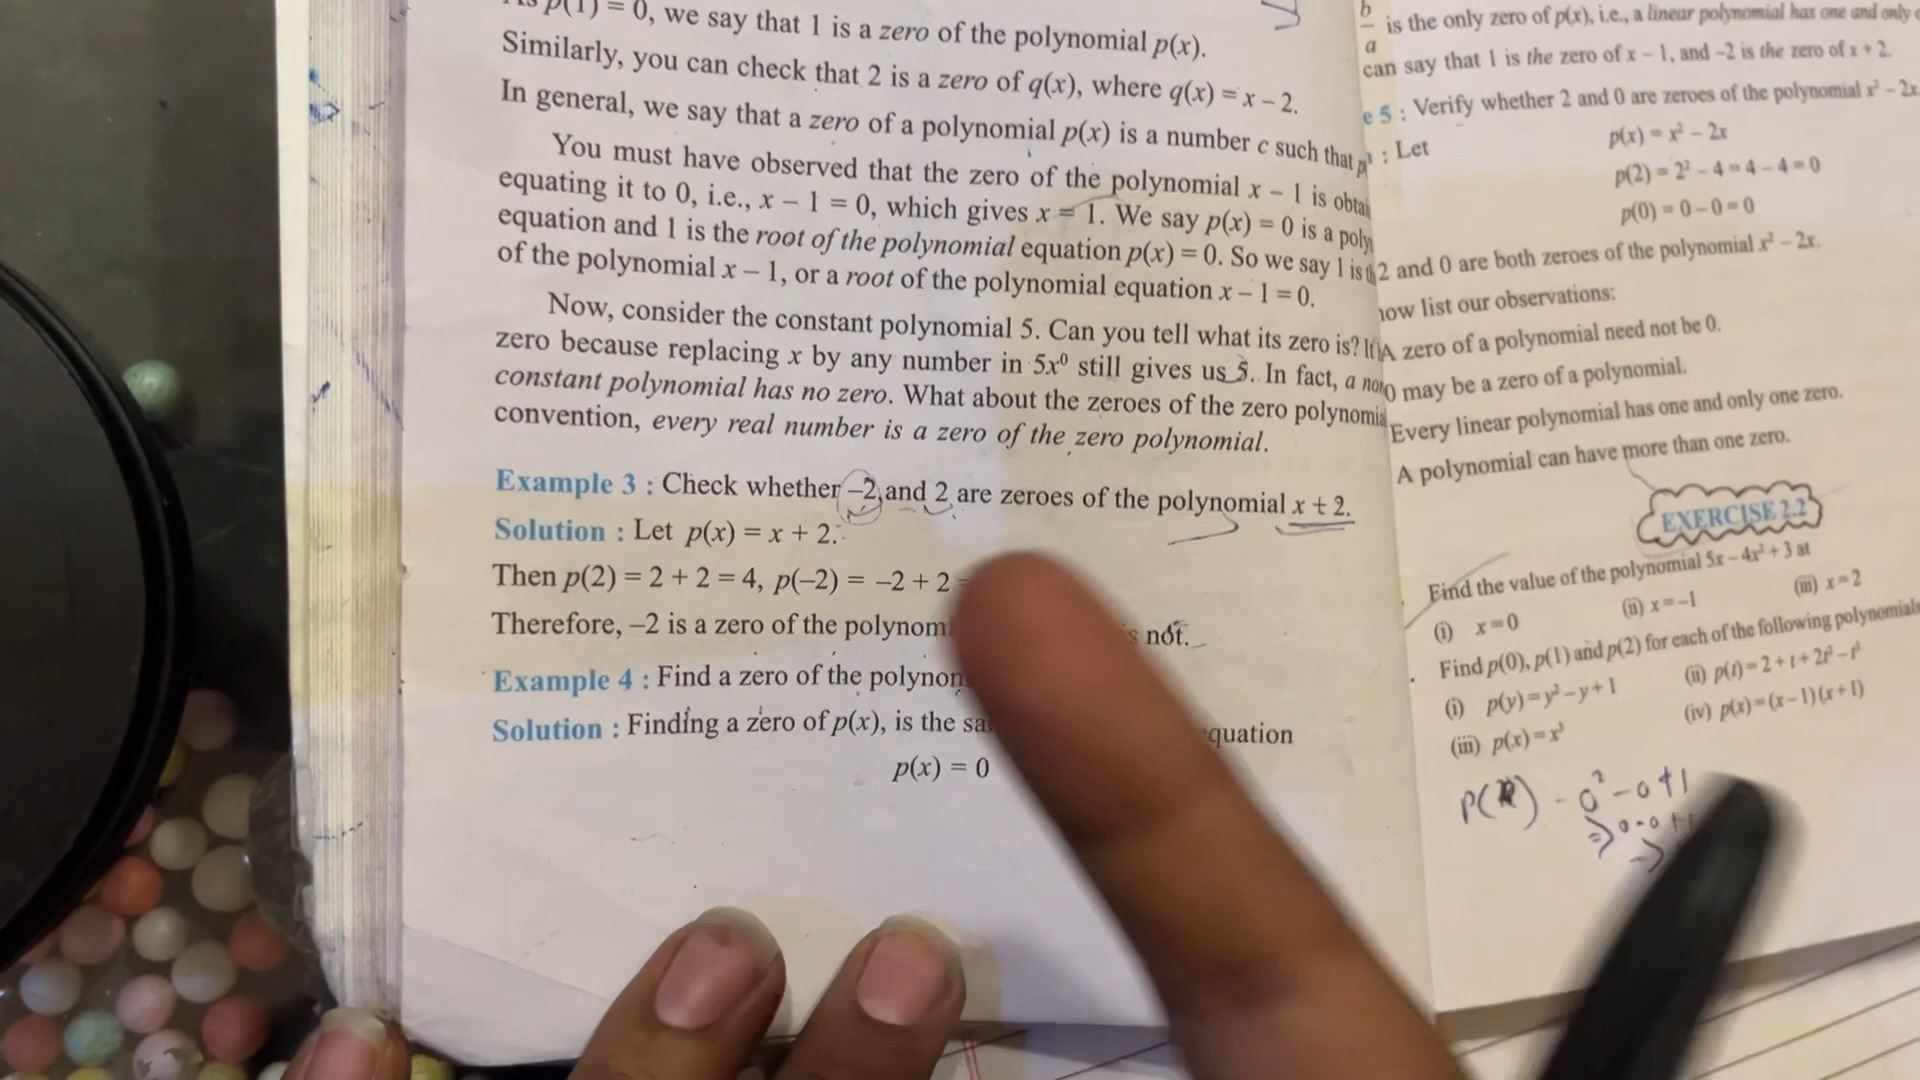 As p(1) = 0, we say that 1 is a zero of the polynomial p(x).
Similarly, you can check that 2 is a zero of q(x), where q(x) = x – 2.
In general, we say that a zero of a polynomial p(x) is a number c such that p
You must have observed that the zero of the polynomial x – 1 is obtai
equating it to 0, i.e., x – 1 = 0, which gives x = 1. We say p(x) = 0 is a poly
equation and 1 is the root of the polynomial equation p(x) = 0. So we say 1 is th
of the polynomial x – 1, or a root of the polynomial equation x – 1 = 0.
Now, consider the constant polynomial 5. Can you tell what its zero is? It
zero because replacing x by any number in 5x⁰ still gives us 5. In fact, a no
constant polynomial has no zero. What about the zeroes of the zero polynomia
convention, every real number is a zero of the zero polynomial.
Example 3 : Check whether –2 and 2 are zeroes of the polynomial x + 2.
Solution : Let p(x) = x + 2.
Then p(2) = 2 + 2 = 4, p(–2) = –2 + 2 =
Therefore, –2 is a zero of the polynom s not.
Example 4 : Find a zero of the polynom
Solution : Finding a zero of p(x), is the sa quation
p(x) = 0
b
a is the only zero of p(x), i.e., a linear polynomial has one and only
can say that 1 is the zero of x – 1, and –2 is the zero of x + 2.
e 5 : Verify whether 2 and 0 are zeroes of the polynomial x² – 2x.
: Let p(x) = x² – 2x
p(2) = 2² – 4 = 4 – 4 = 0
p(0) = 0 – 0 = 0
2 and 0 are both zeroes of the polynomial x² – 2x.
now list our observations:
A zero of a polynomial need not be 0.
0 may be a zero of a polynomial.
Every linear polynomial has one and only one zero.
A polynomial can have more than one zero.
EXERCISE 2.2
Find the value of the polynomial 5x – 4x² + 3 at
(i) x = 0 (ii) x = –1 (iii) x = 2
Find p(0), p(1) and p(2) for each of the following polynomials
(i) p(y) = y² – y + 1 (ii) p(t) = 2 + t + 2t² – t³
(iii) p(x) = x³ (iv) p(x) = (x – 1) (x + 1)
0² – 0 + 1
⇒ 0 - 0 +
⇒